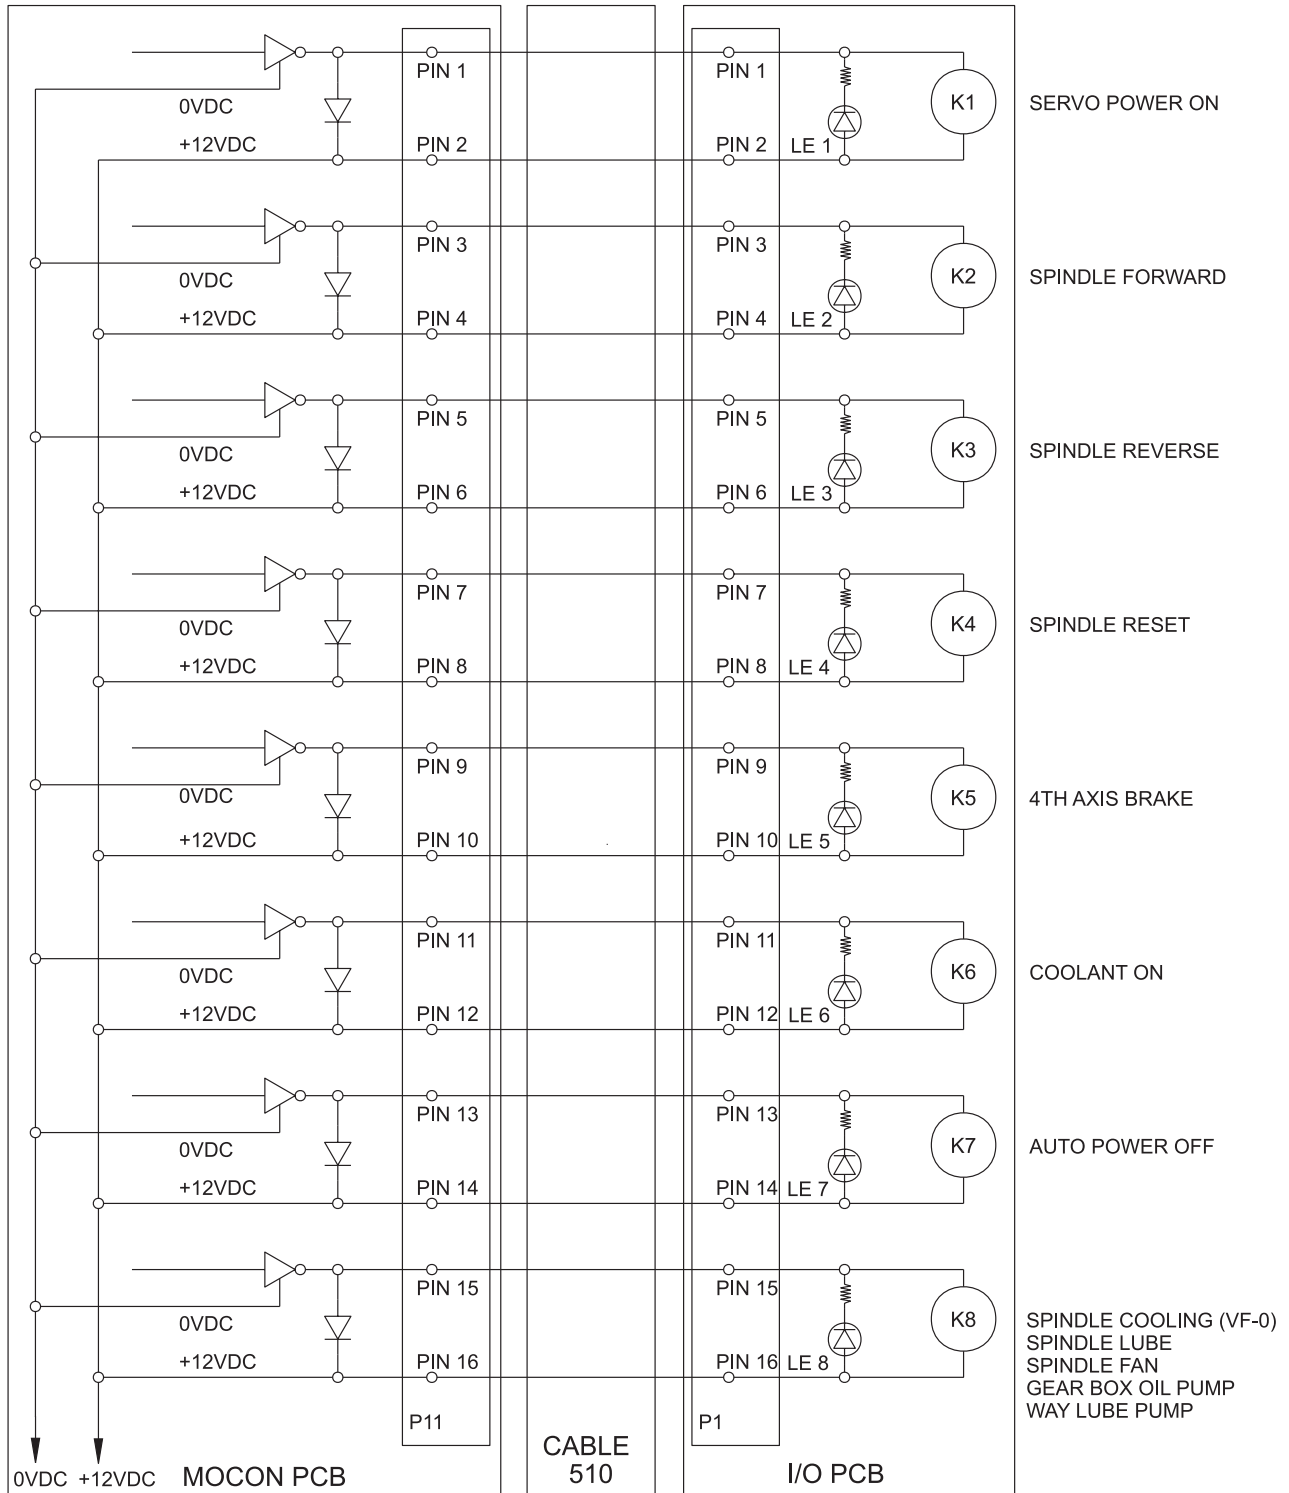 PIN 1 PIN 1 K1
0VDC SERVO POWER ON
+12VDC PIN 2 PIN 2 LE 1
PIN 3 PIN 3 K2
0VDC SPINDLE FORWARD
+12VDC PIN 4 PIN 4 LE 2
PIN 5 PIN 5 K3
0VDC SPINDLE REVERSE
+12VDC PIN 6 PIN 6 LE 3
PIN 7 PIN 7 K4
0VDC SPINDLE RESET
+12VDC PIN 8 PIN 8 LE 4
PIN 9 PIN 9 K5
0VDC 4TH AXIS BRAKE
+12VDC PIN 10 PIN 10 LE 5
PIN 11 PIN 11 K6
0VDC COOLANT ON
+12VDC PIN 12 PIN 12 LE 6
PIN 13 PIN 13 K7
0VDC AUTO POWER OFF
+12VDC PIN 14 PIN 14 LE 7
PIN 15 PIN 15 K8
0VDC SPINDLE COOLING (VF-0)
SPINDLE LUBE
+12VDC PIN 16 PIN 16 LE 8 SPINDLE FAN
GEAR BOX OIL PUMP
WAY LUBE PUMP
P11 P1
0VDC +12VDC MOCON PCB
CABLE
510
I/O PCB